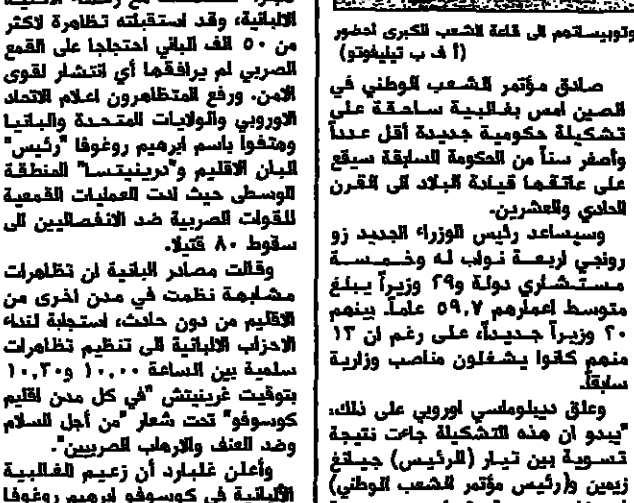 وتوبيساتهم الى قاعة الشعب الكبرى لحضور
(أ ف ب تيليفوتو)
صادق مؤتمر الشعب الوطني في
الصين امس بغالبية ساحقة على
تشكيلة حكومية جديدة أقل عدداً
وأصفر سناً من الحكومة السابقة سيقع
على عاتقها قيادة البلاد الى القرن
الحادي والعشرين.
وسيساعد رئيس الوزراء الجديد زو
رونجي اربعة نواب له وخمسة
مستشاري دولة و٢٩ وزيراً يبلغ
متوسط اعمارهم ٥٩,٧ عاماً. بينهم
٢٠ وزيراً جديداً، على رغم ان ١٣
منهم كانوا يشغلون مناصب وزارية
سابقاً.
وعلق ديبلوماسي اوروبي على ذلك،
"يبدو ان هذه التشكيلة جاءت نتيجة
تسوية بين تيار (الرئيس) جيانغ
زيمين و(رئيس مؤتمر الشعب الوطني)
الالبانية، وقد استقبلته تظاهرة لاكثر
من ٥٠ الف الباني احتجاجا على القمع
الصربي لم يرافقها أي انتشار لقوى
الامن. ورفع المتظاهرون اعلام الاتحاد
الاوروبي والولايات المتحدة والبانيا
وهتفوا باسم ابرهيم روغوفا "رئيس"
البان الاقليم و"درينيتسا" المنطقة
الوسطى حيث ادت العمليات القمعية
للقوات الصربية ضد الانفصاليين الى
سقوط ٨٠ قتيلا.
وقالت مصادر البانية ان تظاهرات
مشابهة نظمت في مدن اخرى من
الاقليم من دون حادث، استجابة لنداء
الاحزاب الالبانية الى تنظيم تظاهرات
سلمية بين الساعة ١٠,٠٠ و١٠,٣٠
بتوقيت غرينيتش "في كل مدن اقليم
كوسوفو" تحت شعار "من أجل السلام
وضد العنف والارهاب الصربيين".
وأعلن غلبارد أن زعيم الغالبية
الألبانية في كوسوفو ابرهيم روغوفا